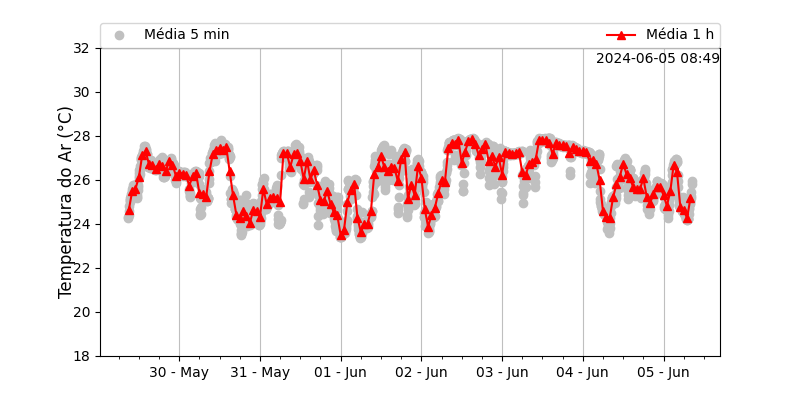 Média 5 min
Média 1 h
2024-06-05 08:49
Temperatura do Ar (°C)
32
30
28
26
24
22
20
18
30 - May
31 - May
01 - Jun
02 - Jun
03 - Jun
04 - Jun
05 - Jun